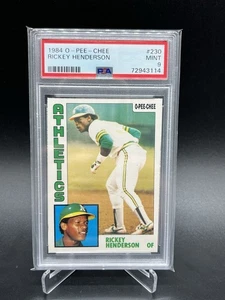 1984 O-PEE-CHEE #230
RICKEY HENDERSON MINT
PSA 9
72943114
O-PEE-CHEE
ATHLETICS
RICKEY
HENDERSON OF